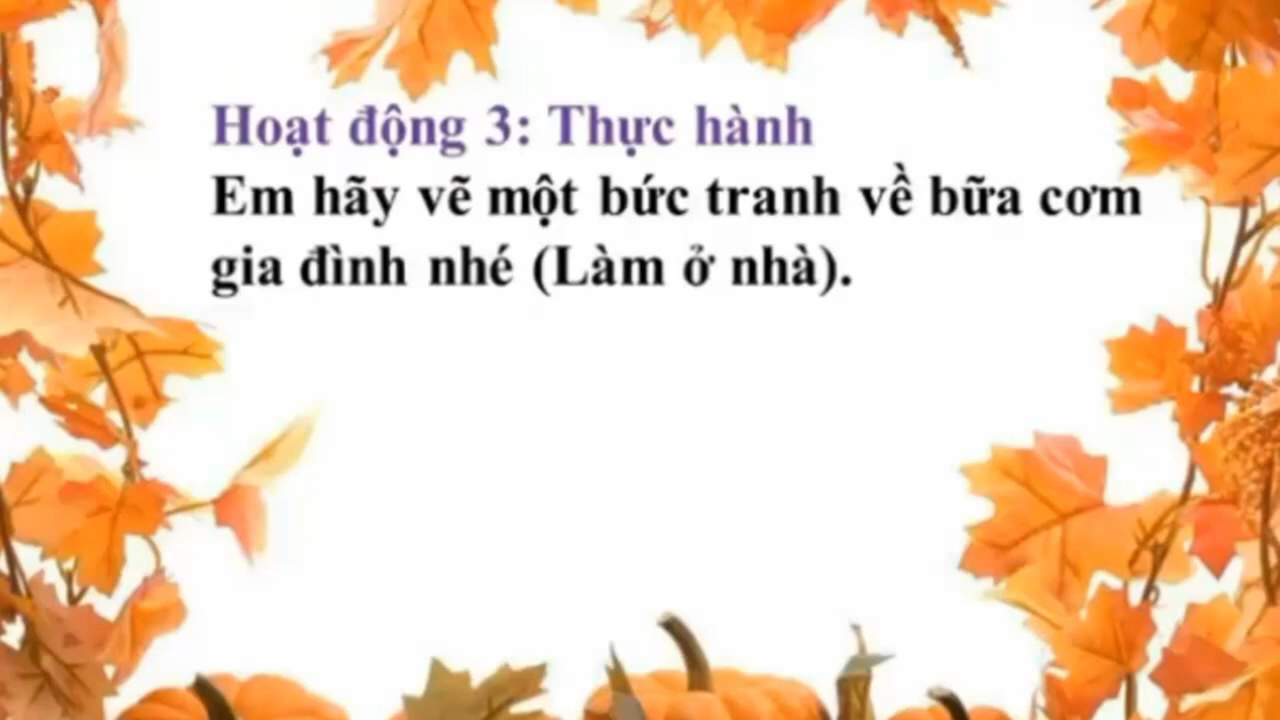 Hoạt động 3: Thực hành
Em hãy vẽ một bức tranh về bữa cơm
gia đình nhé (Làm ở nhà).